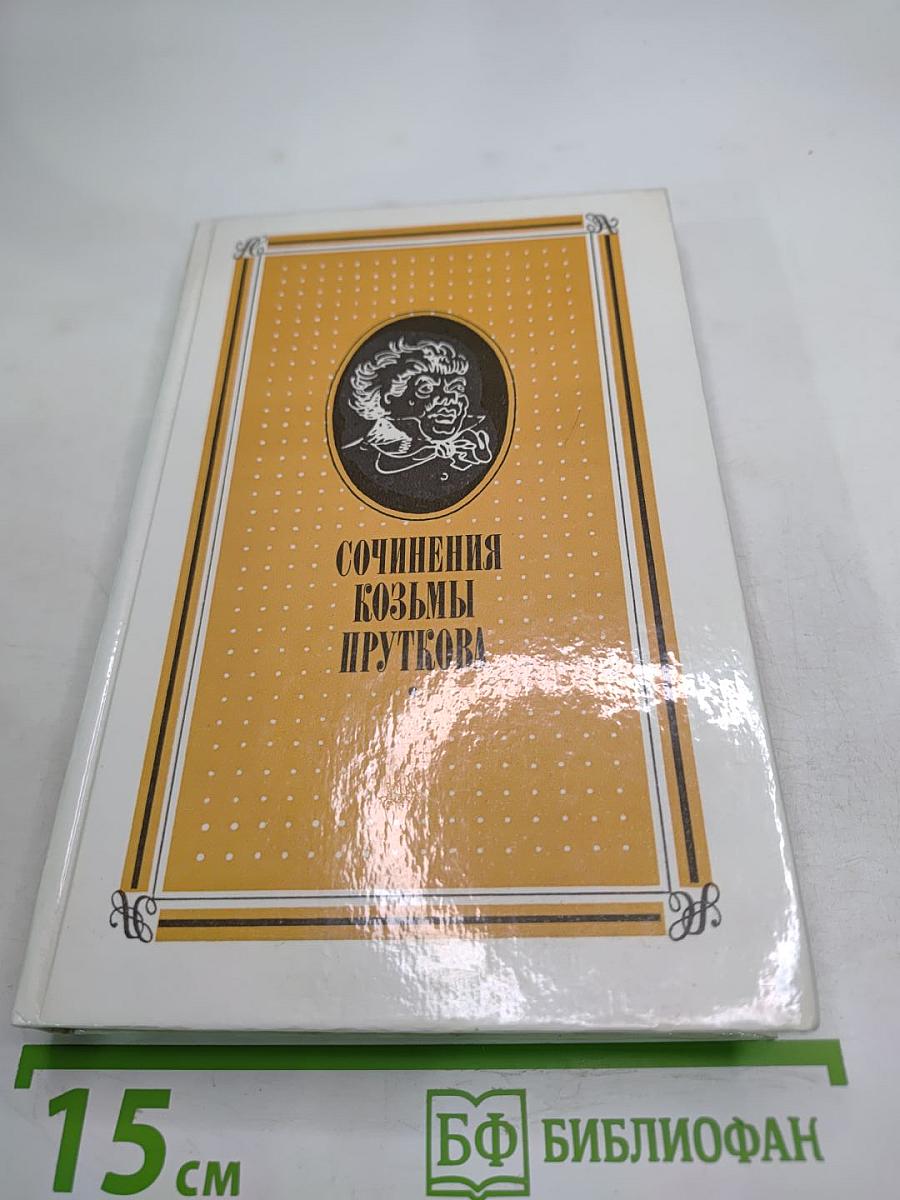 СОЧИНЕНИЯ
КОЗЬМЫ
ПРУТКОВА
15 см
БФ БИБЛИОФАН